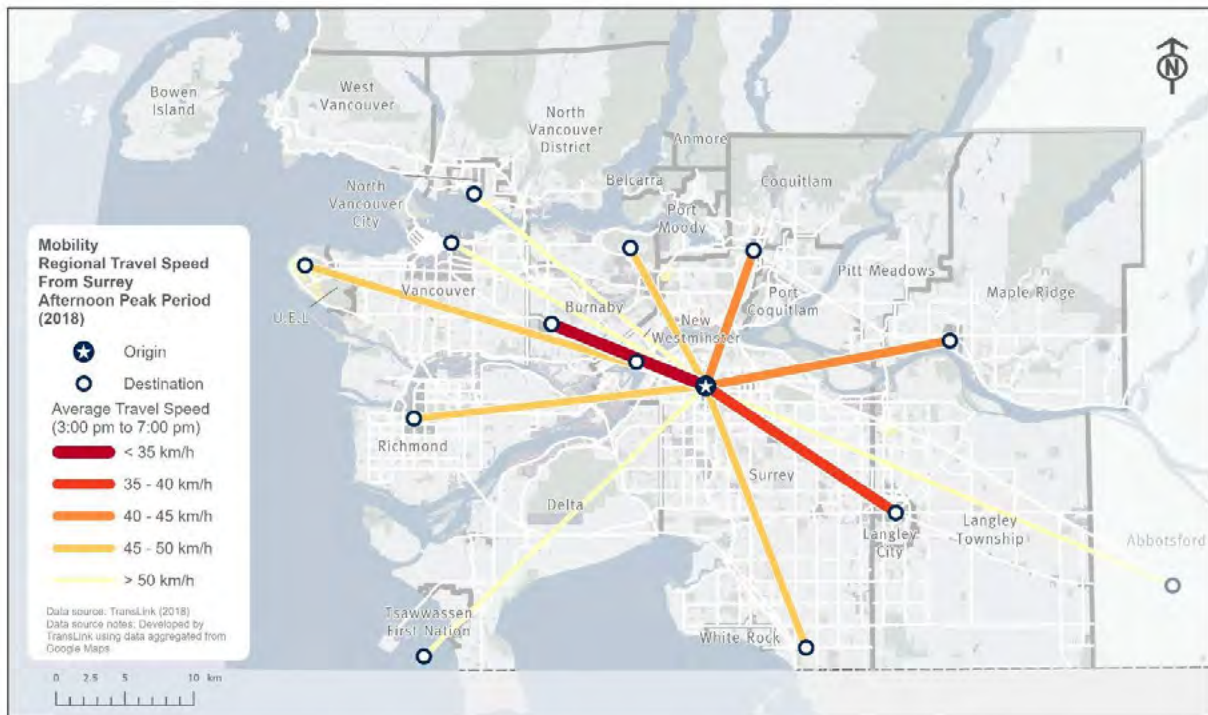 Bowen
Island
West
Vancouver
North
Vancouver
District
Anmore
N
North
Vancouver
City
Belcarra
Port
Moody
Coquitlam
Pitt Meadows
Maple Ridge
Vancouver
Burnaby
Port
Coquitlam
U.E.L
New
Westminster
Richmond
Surrey
Delta
Langley
City
Langley
Township
Abbotsford
Tsawwassen
First Nation
White Rock
Mobility
Regional Travel Speed
From Surrey
Afternoon Peak Period
(2018)
Origin
Destination
Average Travel Speed
(3:00 pm to 7:00 pm)
< 35 km/h
35 - 40 km/h
40 - 45 km/h
45 - 50 km/h
> 50 km/h
Data source: TransLink (2018)
Data source notes: Developed by
TransLink using data aggregated from
Google Maps
0 2.5 5 10 km